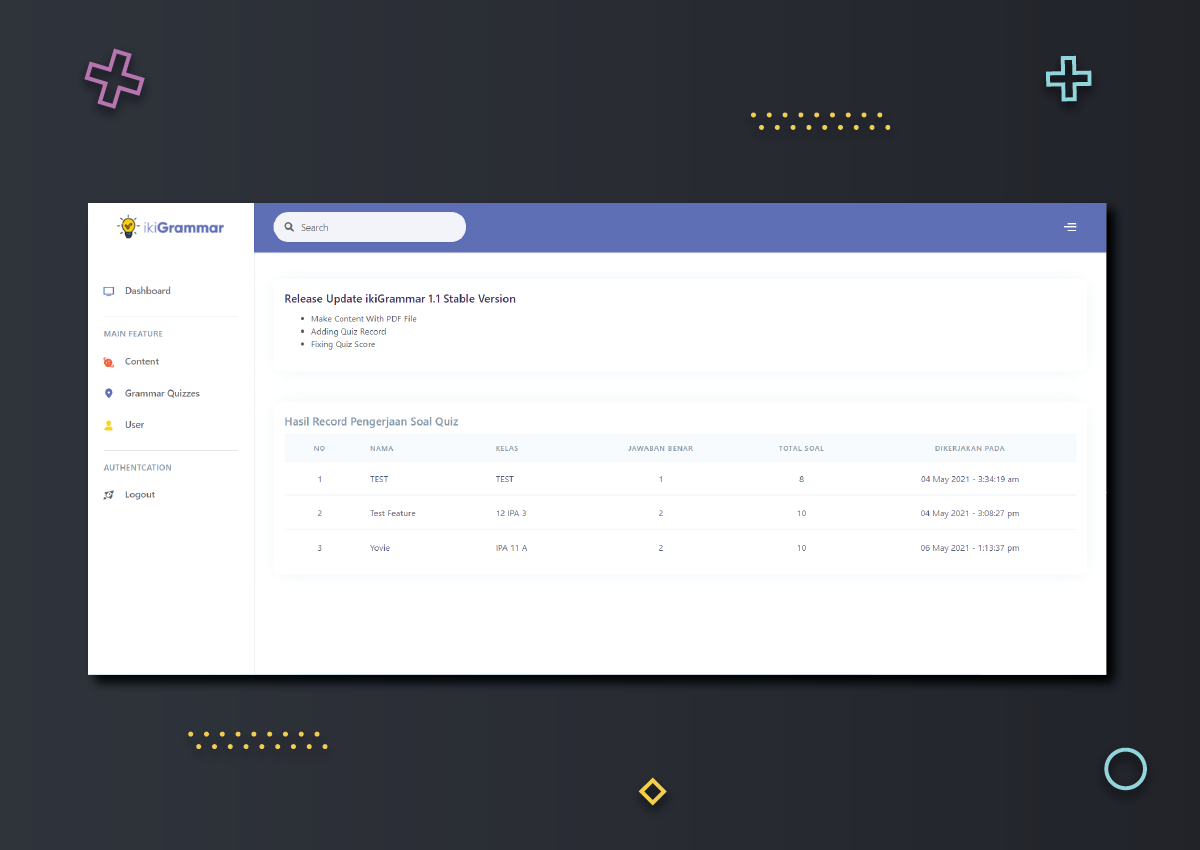 ikiGrammar
Search
Dashboard
MAIN FEATURE
Content
Grammar Quizzes
User
AUTHENTCATION
Logout
Release Update ikiGrammar 1.1 Stable Version
Make Content With PDF File
Adding Quiz Record
Fixing Quiz Score
Hasil Record Pengerjaan Soal Quiz
NO NAMA KELAS JAWABAN BENAR TOTAL SOAL DIKERJAKAN PADA
1 TEST TEST 1 8 04 May 2021 - 3:34:19 am
2 Test Feature 12 IPA 3 2 10 04 May 2021 - 3:08:27 pm
3 Yovie IPA 11 A 2 10 06 May 2021 - 1:13:37 pm